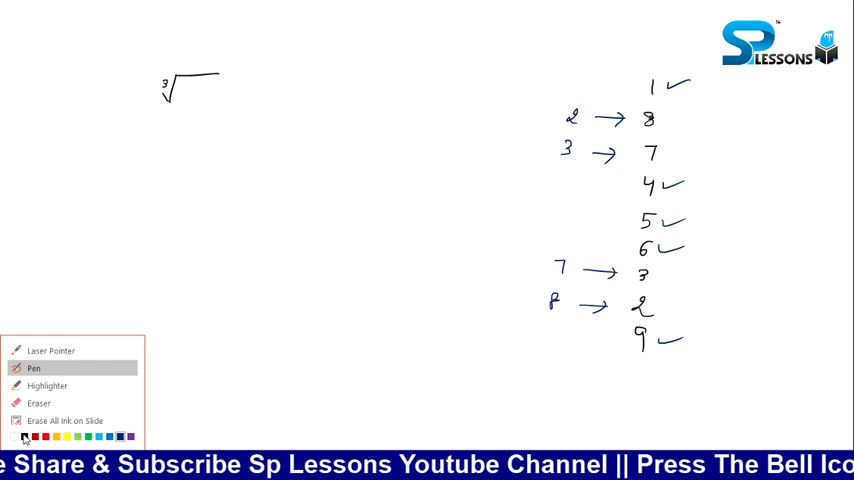 SP LESSONS
3√
1 ✓
2 → 8
3 → 7
4 ✓
5 ✓
6 ✓
7 → 3
8 → 2
9 ✓
Laser Pointer
Pen
Highlighter
Eraser
Erase All Ink on Slide
e Share & Subscribe Sp Lessons Youtube Channel || Press The Bell Ico